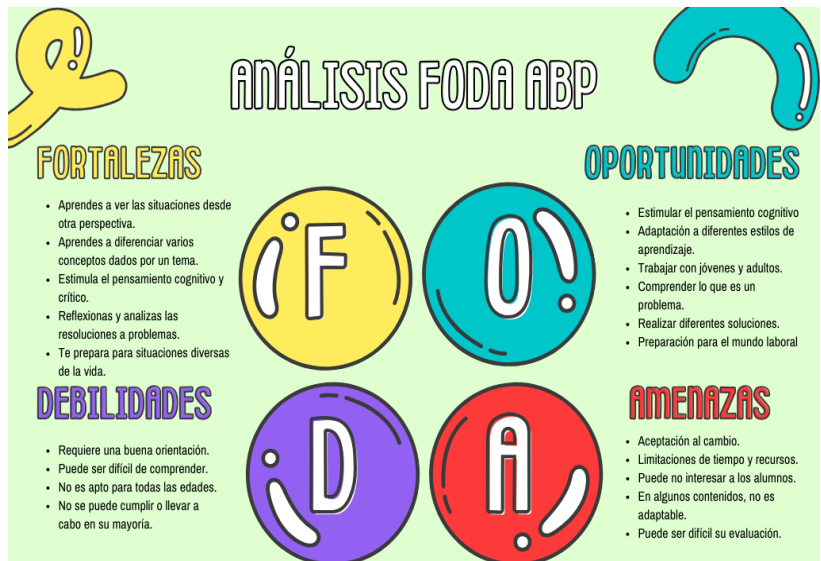 ANÁLISIS FODA ABP
FORTALEZAS
• Aprendes a ver las situaciones desde
otra perspectiva.
• Aprendes a diferenciar varios
conceptos dados por un tema.
• Estimula el pensamiento cognitivo y
crítico.
• Reflexionas y analizas las
resoluciones a problemas.
• Te prepara para situaciones diversas
de la vida.
OPORTUNIDADES
• Estimular el pensamiento cognitivo
• Adaptación a diferentes estilos de
aprendizaje.
• Trabajar con jóvenes y adultos.
• Comprender lo que es un
problema.
• Realizar diferentes soluciones.
• Preparación para el mundo laboral
F
O
DEBILIDADES
• Requiere una buena orientación.
• Puede ser difícil de comprender.
• No es apto para todas las edades.
• No se puede cumplir o llevar a
cabo en su mayoría.
D
A
AMENAZAS
• Aceptación al cambio.
• Limitaciones de tiempo y recursos.
• Puede no interesar a los alumnos.
• En algunos contenidos, no es
adaptable.
• Puede ser difícil su evaluación.